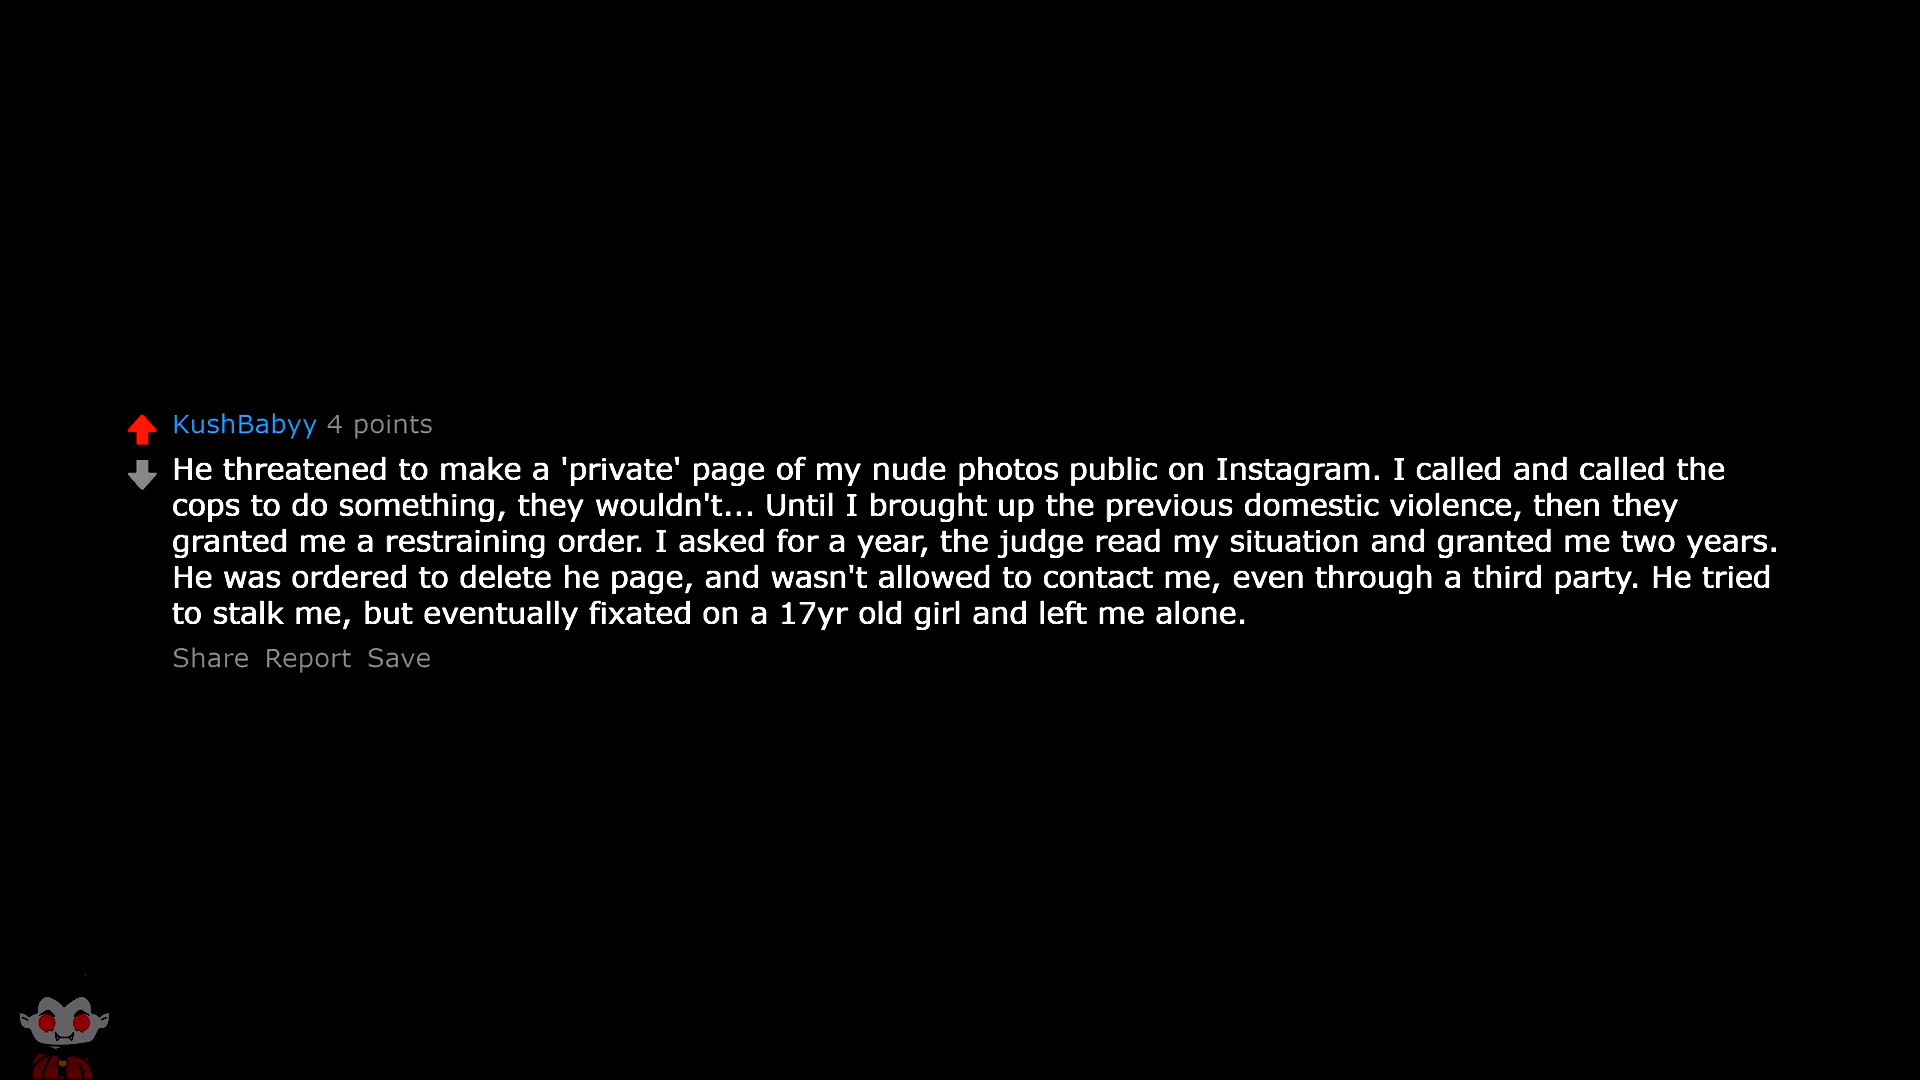 KushBabyy 4 points
He threatened to make a 'private' page of my nude photos public on Instagram. I called and called the
cops to do something, they wouldn't... Until I brought up the previous domestic violence, then they
granted me a restraining order. I asked for a year, the judge read my situation and granted me two years.
He was ordered to delete he page, and wasn't allowed to contact me, even through a third party. He tried
to stalk me, but eventually fixated on a 17yr old girl and left me alone.
Share Report Save